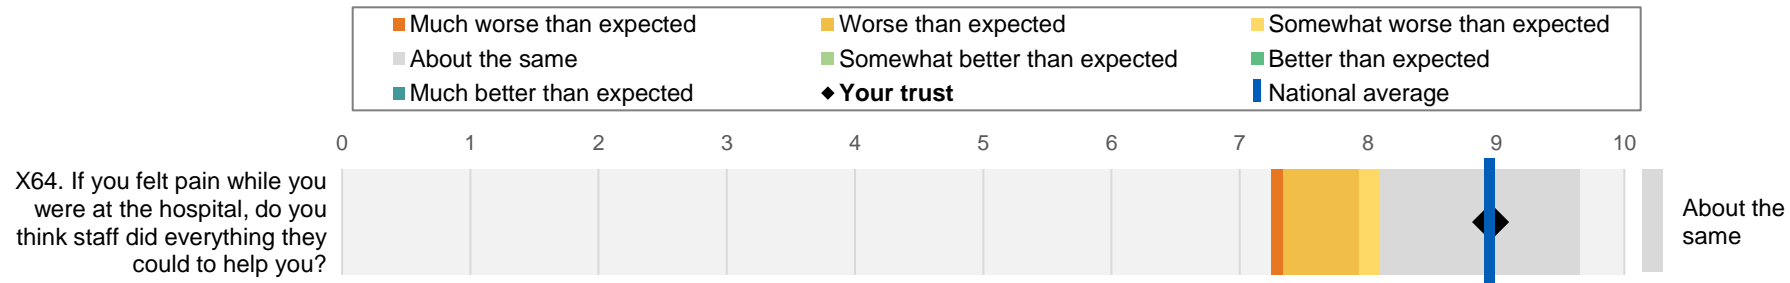 Much worse than expected Worse than expected Somewhat worse than expected
About the same Somewhat better than expected Better than expected
Much better than expected Your trust National average
0 1 2 3 4 5 6 7 8 9 10
X64. If you felt pain while you
were at the hospital, do you
think staff did everything they
could to help you?
About the
same